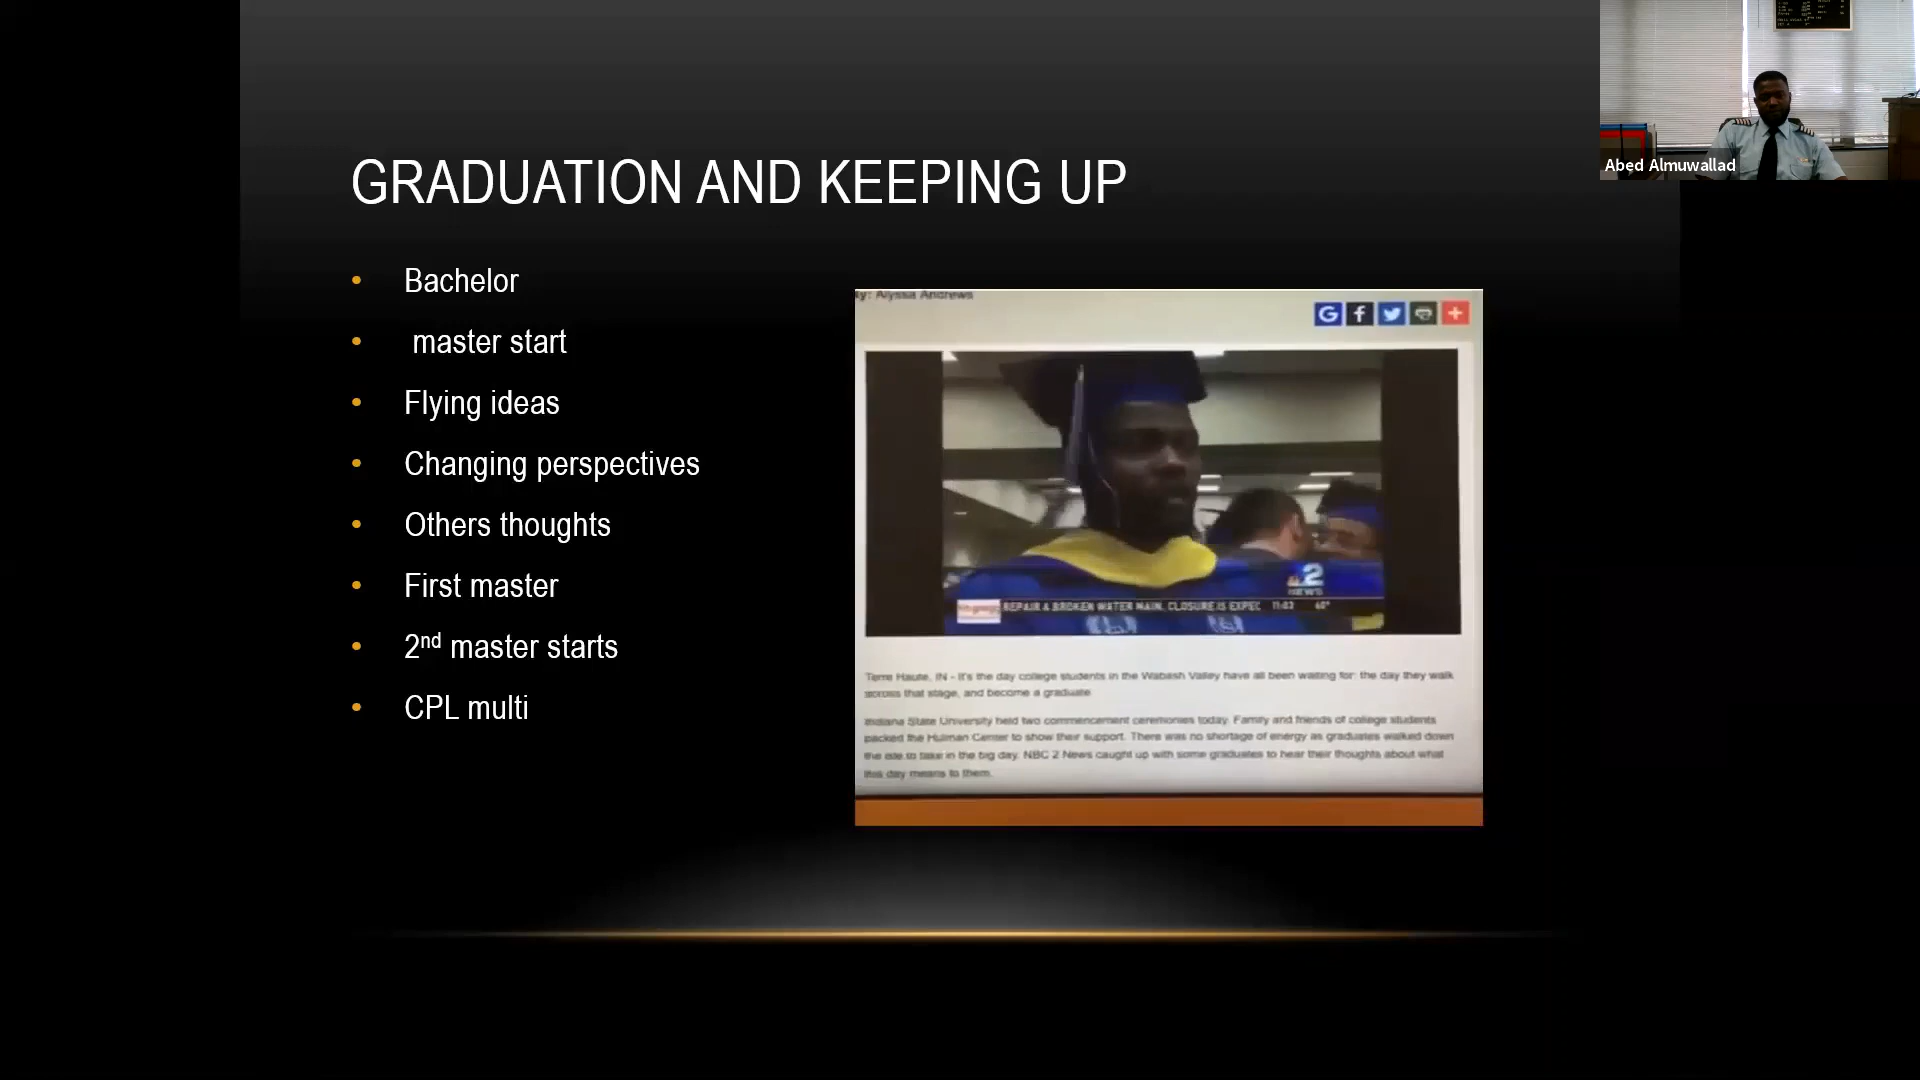 GRADUATION AND KEEPING UP
• Bachelor
• master start
• Flying ideas
• Changing perspectives
• Others thoughts
• First master
• 2nd master starts
• CPL multi
Abed Almuwallad
By: Alyssa Andrews
2
NEWS
REPAIR A BROKEN WATER MAIN, CLOSURE IS EXPEC 11:03 60°
Terre Haute, IN - It's the day college students in the Wabash Valley have all been waiting for: the day they walk
across that stage, and become a graduate.
Indiana State University held two commencement ceremonies today. Family and friends of college students
packed the Hulman Center to show their support. There was no shortage of energy as graduates walked down
the isle to take in the big day. NBC 2 News caught up with some graduates to hear their thoughts about what
this day means to them.